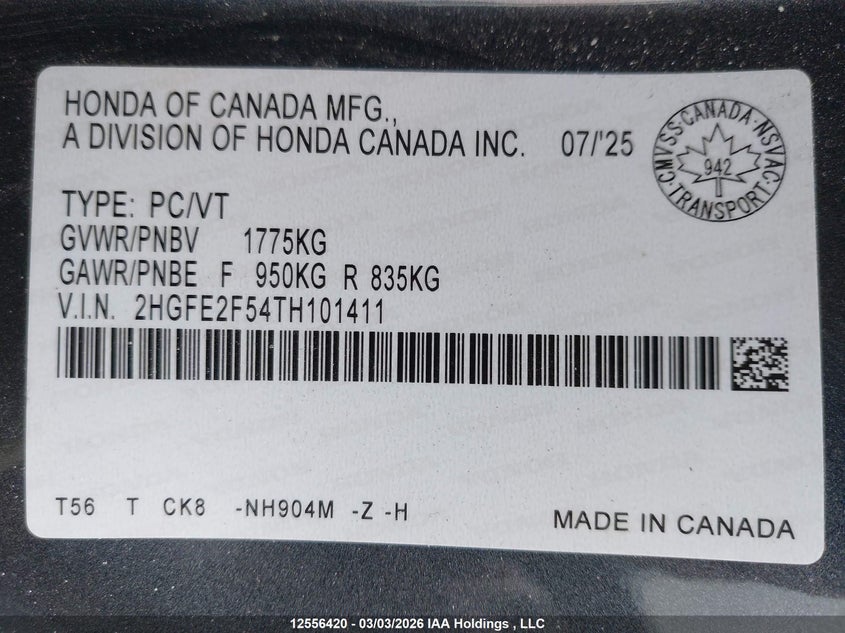 HONDA OF CANADA MFG.,
A DIVISION OF HONDA CANADA INC. 07/'25
CMVSS·CANADA·NSVAC·TRANSPORT·
942
TYPE: PC/VT
GVWR/PNBV 1775KG
GAWR/PNBE F 950KG R 835KG
V.I.N. 2HGFE2F54TH101411
T56 T CK8 -NH904M -Z -H
MADE IN CANADA
12556420 - 03/03/2026 IAA Holdings , LLC